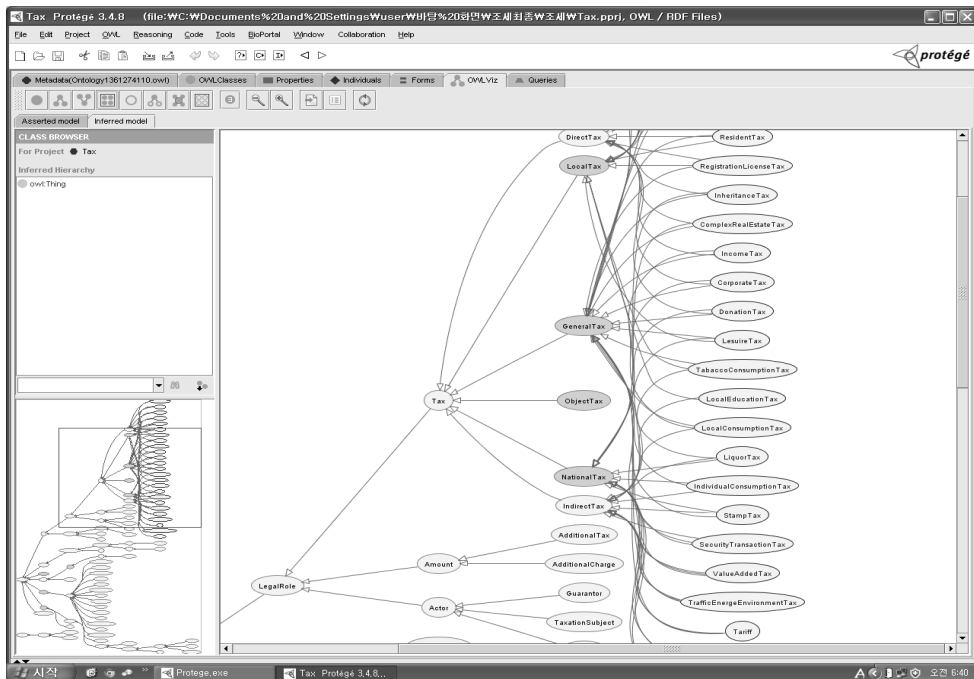 Tax Protégé 3.4.8 (file:₩C:₩Documents%20and%20Settings₩user₩바탕%20화면₩조세최종₩조세₩Tax.pprj, OWL / RDF Files)
File Edit Project OWL Reasoning Code Tools BioPortal Window Collaboration Help
protégé
Metadata(Ontology1361274110.owl) OWLClasses Properties Individuals Forms OWLViz Queries
Asserted model Inferred model
CLASS BROWSER
For Project Tax
Inferred Hierarchy
owl:Thing
DirectTax
LocalTax
GeneralTax
Tax
ObjectTax
NationalTax
IndirectTax
AdditionalTax
Amount
AdditionalCharge
LegalRole
Guarantor
Actor
TaxationSubject
ResidentTax
RegistrationLicenseTax
InheritanceTax
ComplexRealEstateTax
IncomeTax
CorporateTax
DonationTax
LesuireTax
TabaccoConsumptionTax
LocalEducationTax
LocalConsumptionTax
LiquorTax
IndividualConsumptionTax
StampTax
SecurityTransactionTax
ValueAddedTax
TrafficEnergeEnvironmentTax
Tariff
시작 Protege.exe Tax Protégé 3.4.8... A 오전 6:40